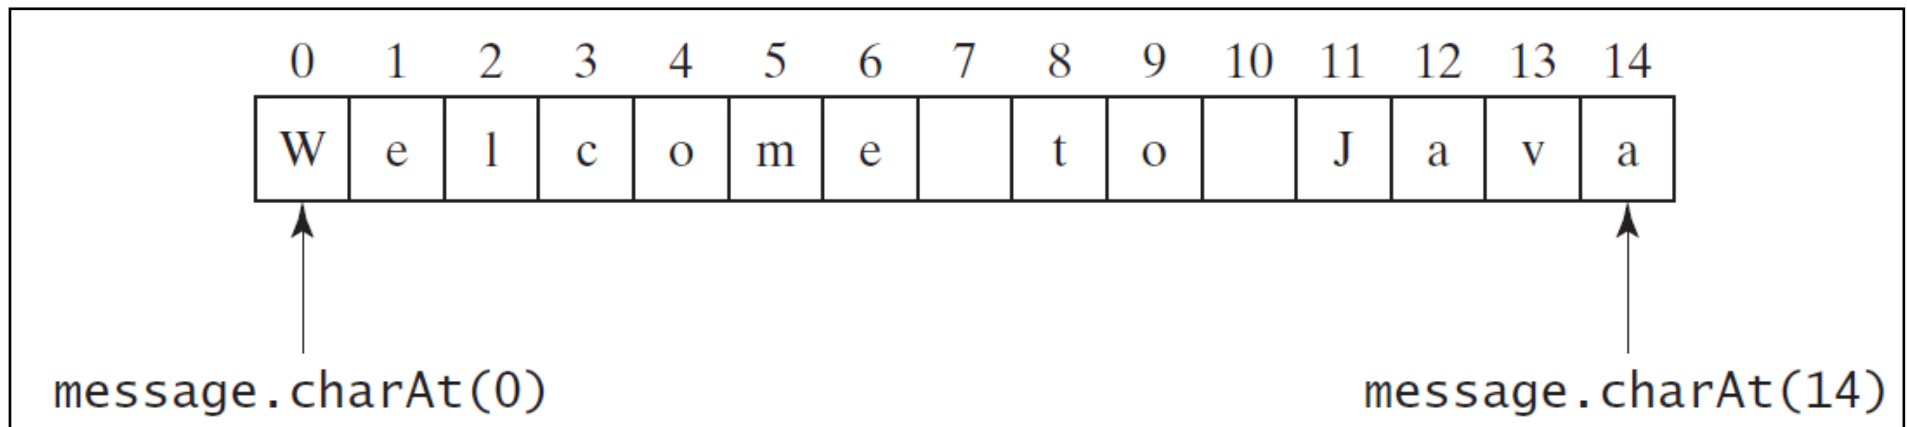 0 1 2 3 4 5 6 7 8 9 10 11 12 13 14
W e l c o m e t o J a v a
message.charAt(0) message.charAt(14)